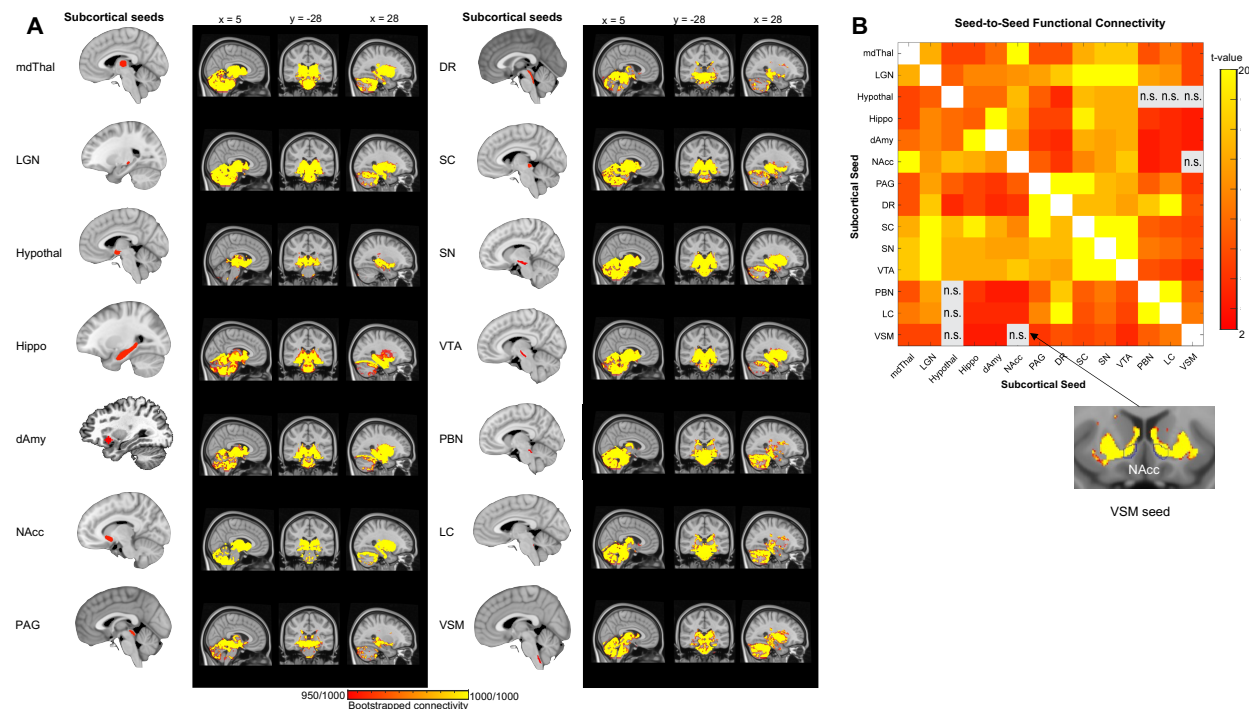 A
Subcortical seeds
x = 5
y = -28
x = 28
mdThal
LGN
Hypothal
Hippo
dAmy
NAcc
PAG
Subcortical seeds
x = 5
y = -28
x = 28
DR
SC
SN
VTA
PBN
LC
VSM
950/1000
1000/1000
Bootstrapped connectivity
B
Seed-to-Seed Functional Connectivity
Subcortical Seed
mdThal
LGN
Hypothal
n.s. n.s. n.s.
Hippo
dAmy
NAcc
n.s.
PAG
DR
SC
SN
VTA
PBN
n.s.
LC
n.s.
VSM
n.s. n.s.
mdThal LGN Hypothal Hippo dAmy NAcc PAG DR SC SN VTA PBN LC VSM
Subcortical Seed
t-value
20
2
NAcc
VSM seed